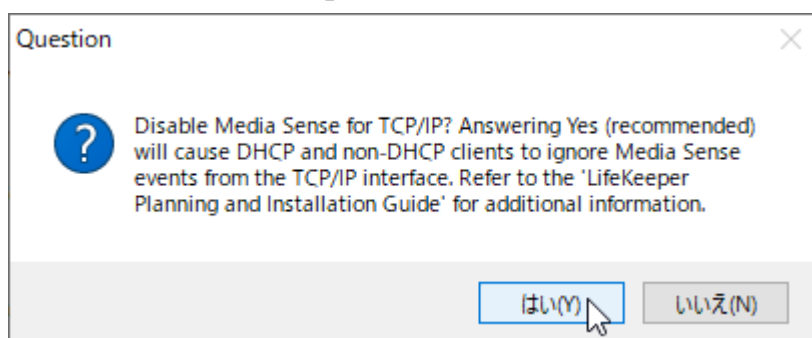 Question
Disable Media Sense for TCP/IP? Answering Yes (recommended)
will cause DHCP and non-DHCP clients to ignore Media Sense
events from the TCP/IP interface. Refer to the 'LifeKeeper
Planning and Installation Guide' for additional information.
はい(Y)
いいえ(N)